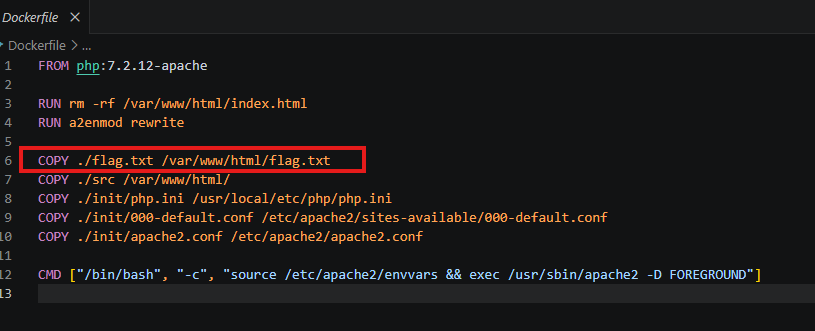 Dockerfile ×
Dockerfile > ...
1 FROM php:7.2.12-apache
2
3 RUN rm -rf /var/www/html/index.html
4 RUN a2enmod rewrite
5
6 COPY ./flag.txt /var/www/html/flag.txt
7 COPY ./src /var/www/html/
8 COPY ./init/php.ini /usr/local/etc/php/php.ini
9 COPY ./init/000-default.conf /etc/apache2/sites-available/000-default.conf
10 COPY ./init/apache2.conf /etc/apache2/apache2.conf
11
12 CMD ["/bin/bash", "-c", "source /etc/apache2/envvars && exec /usr/sbin/apache2 -D FOREGROUND"]
13